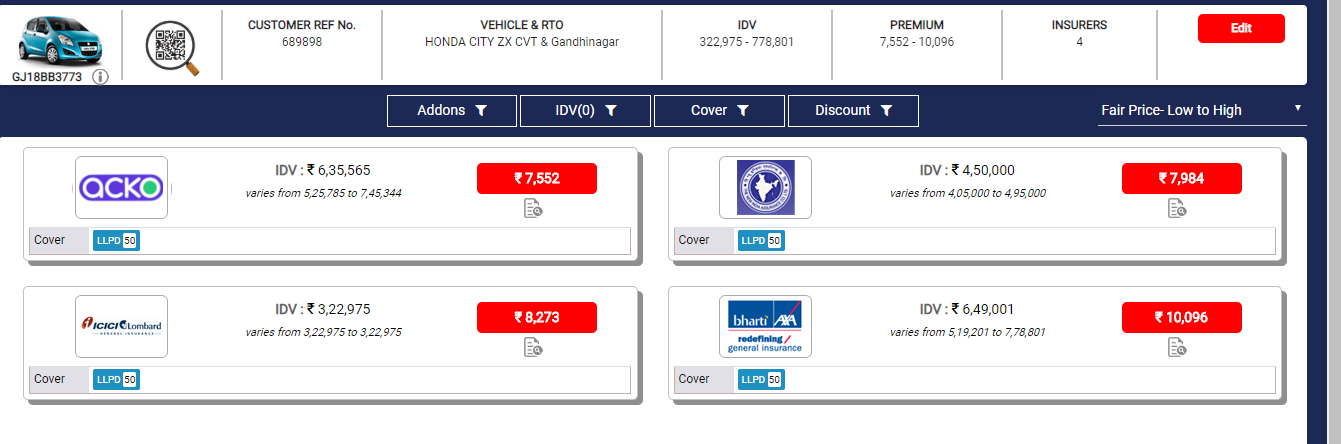 GJ18BB3773
CUSTOMER REF No.
689898
VEHICLE & RTO
HONDA CITY ZX CVT & Gandhinagar
IDV
322,975 - 778,801
PREMIUM
7,552 - 10,096
INSURERS
4
Edit
Addons
IDV(0)
Cover
Discount
Fair Price- Low to High
ACKO
IDV : ₹ 6,35,565
varies from 5,25,785 to 7,45,344
₹ 7,552
Cover
LLPD 50
IDV : ₹ 4,50,000
varies from 4,05,000 to 4,95,000
₹ 7,984
Cover
LLPD 50
ICICI Lombard
GENERAL INSURANCE
IDV : ₹ 3,22,975
varies from 3,22,975 to 3,22,975
₹ 8,273
Cover
LLPD 50
bharti AXA
redefining /
general insurance
IDV : ₹ 6,49,001
varies from 5,19,201 to 7,78,801
₹ 10,096
Cover
LLPD 50